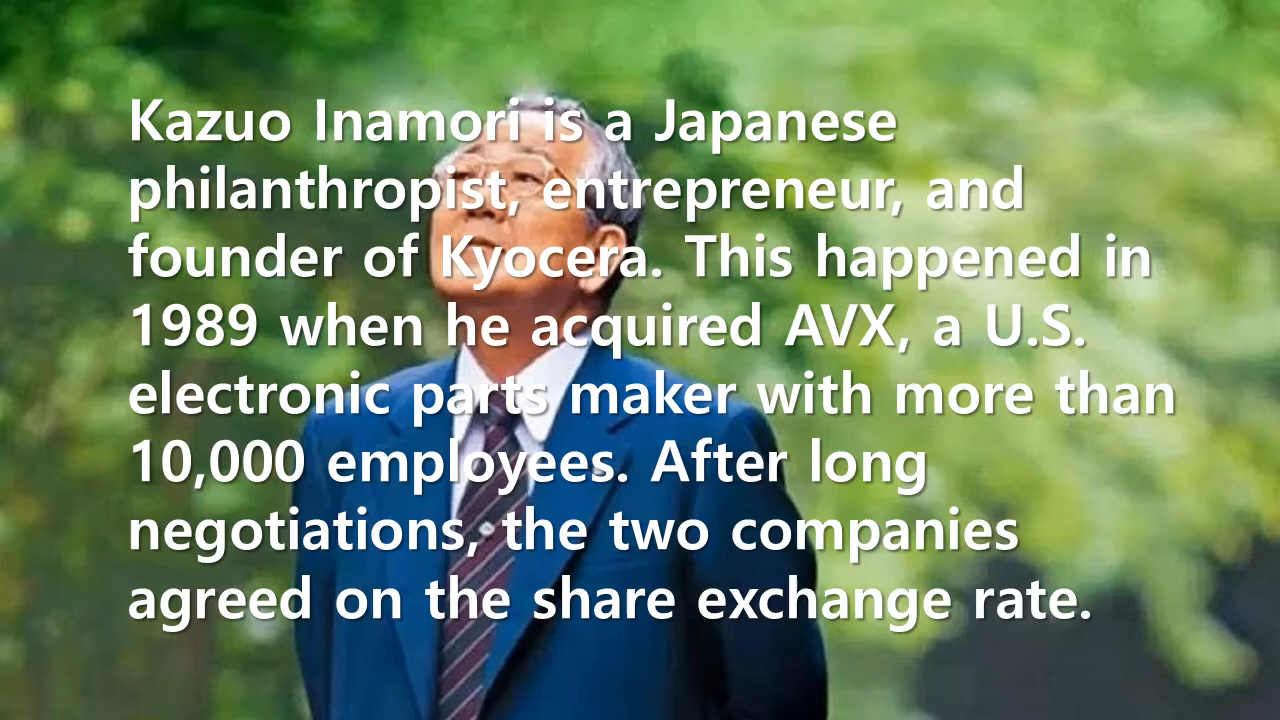 Kazuo Inamori is a Japanese
philanthropist, entrepreneur, and
founder of Kyocera. This happened in
1989 when he acquired AVX, a U.S.
electronic parts maker with more than
10,000 employees. After long
negotiations, the two companies
agreed on the share exchange rate.